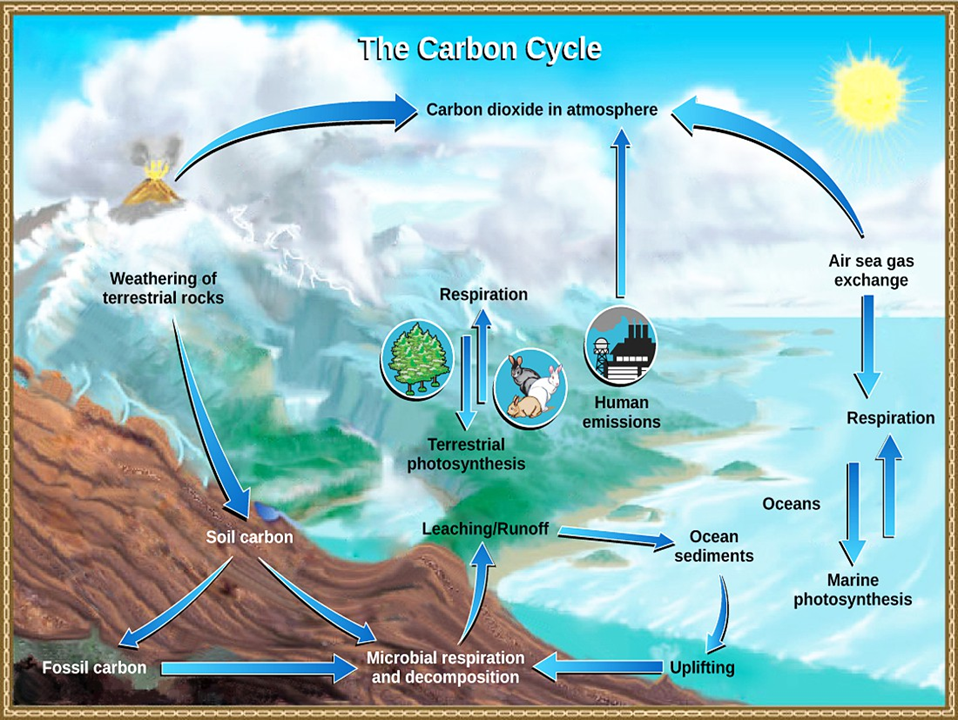 The Carbon Cycle
Carbon dioxide in atmosphere
Air sea gas
exchange
Weathering of
terrestrial rocks
Respiration
Human
emissions
Respiration
Terrestrial
photosynthesis
Oceans
Leaching/Runoff
Soil carbon
Ocean
sediments
Marine
photosynthesis
Fossil carbon
Microbial respiration
and decomposition
Uplifting